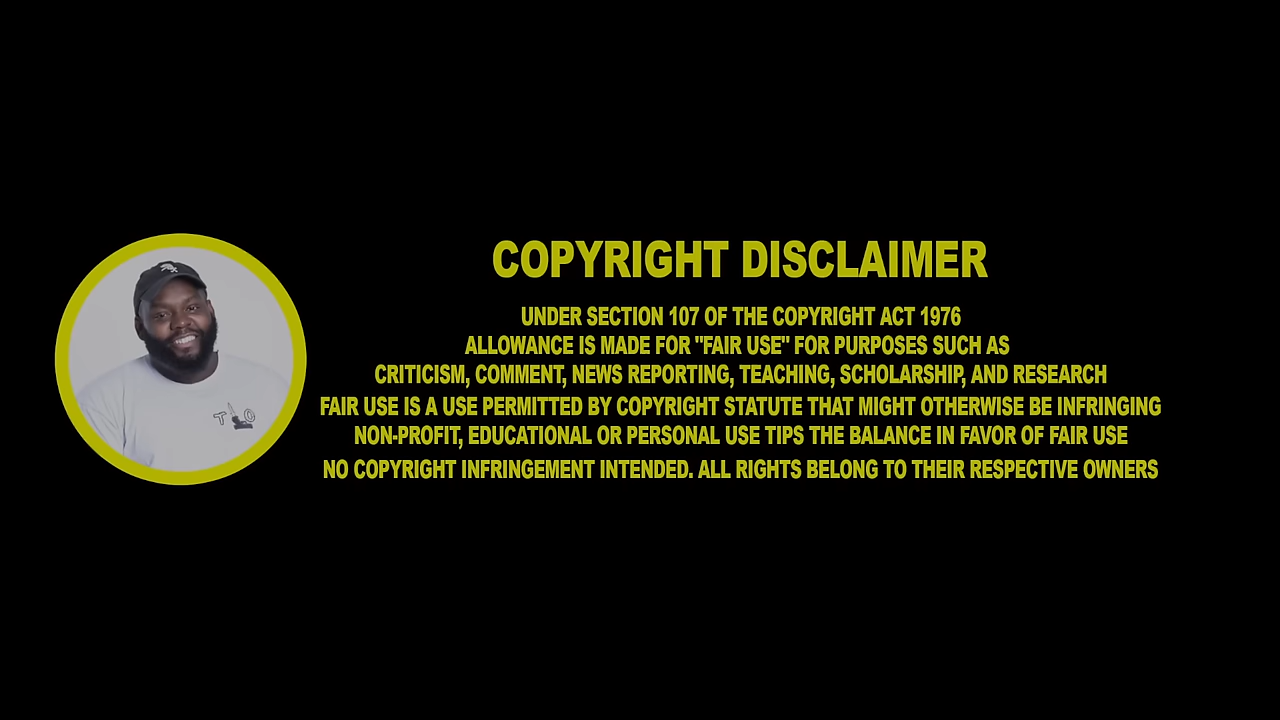 COPYRIGHT DISCLAIMER
UNDER SECTION 107 OF THE COPYRIGHT ACT 1976
ALLOWANCE IS MADE FOR "FAIR USE" FOR PURPOSES SUCH AS
CRITICISM, COMMENT, NEWS REPORTING, TEACHING, SCHOLARSHIP, AND RESEARCH
FAIR USE IS A USE PERMITTED BY COPYRIGHT STATUTE THAT MIGHT OTHERWISE BE INFRINGING
NON-PROFIT, EDUCATIONAL OR PERSONAL USE TIPS THE BALANCE IN FAVOR OF FAIR USE
NO COPYRIGHT INFRINGEMENT INTENDED. ALL RIGHTS BELONG TO THEIR RESPECTIVE OWNERS